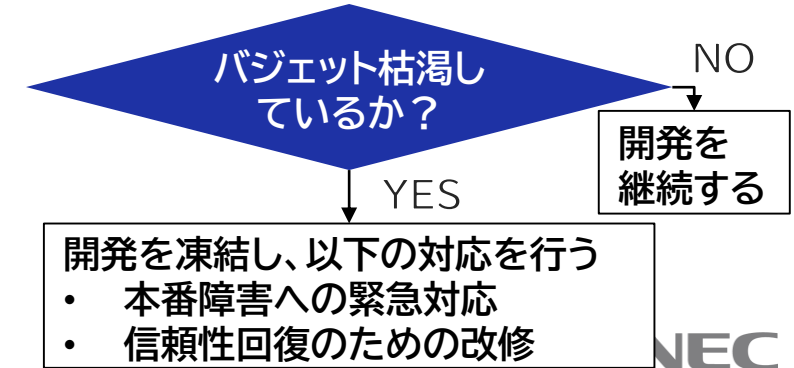 バジェット枯渇し
ているか?
NO
開発を
継続する
YES
開発を凍結し、以下の対応を行う
• 本番障害への緊急対応
• 信頼性回復のための改修
NEC